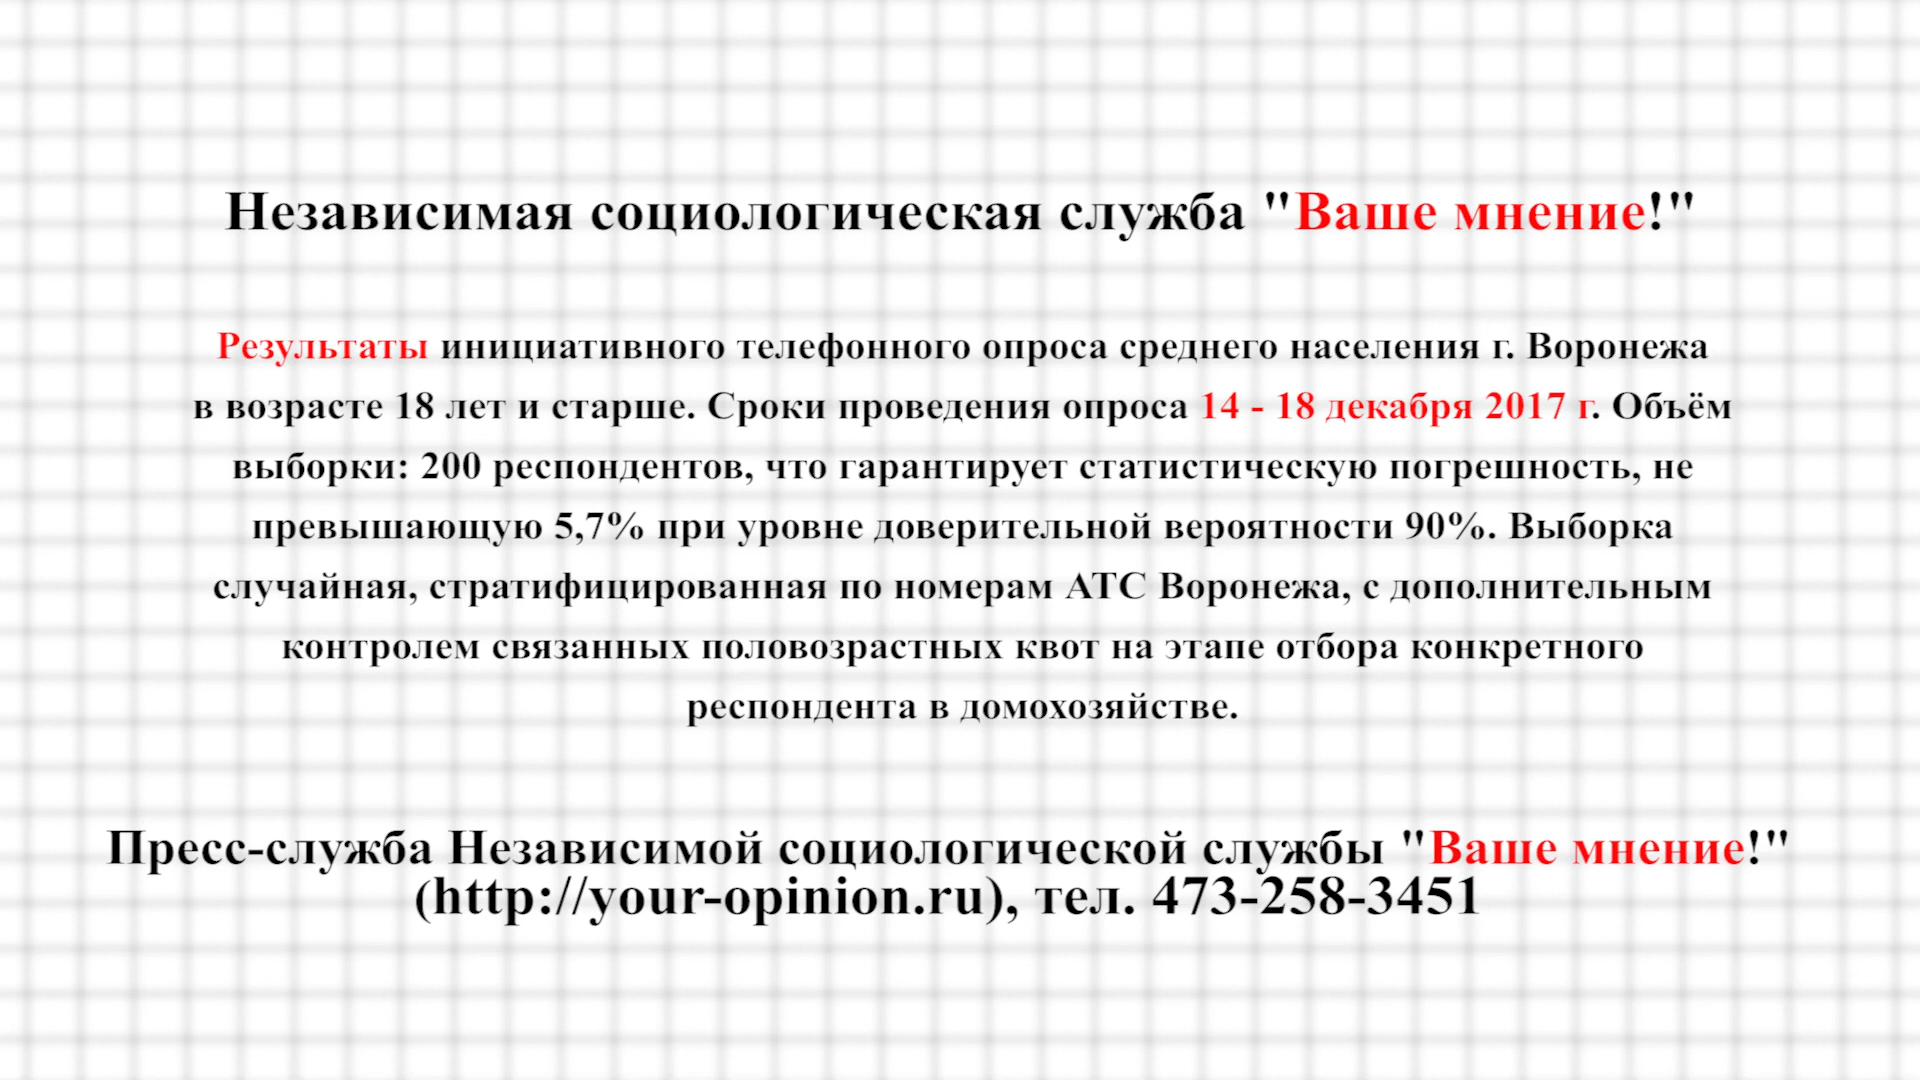 Независимая социологическая служба "Ваше мнение!"
Результаты инициативного телефонного опроса среднего населения г. Воронежа
в возрасте 18 лет и старше. Сроки проведения опроса 14 - 18 декабря 2017 г. Объём
выборки: 200 респондентов, что гарантирует статистическую погрешность, не
превышающую 5,7% при уровне доверительной вероятности 90%. Выборка
случайная, стратифицированная по номерам АТС Воронежа, с дополнительным
контролем связанных половозрастных квот на этапе отбора конкретного
респондента в домохозяйстве.
Пресс-служба Независимой социологической службы "Ваше мнение!"
(http://your-opinion.ru), тел. 473-258-3451